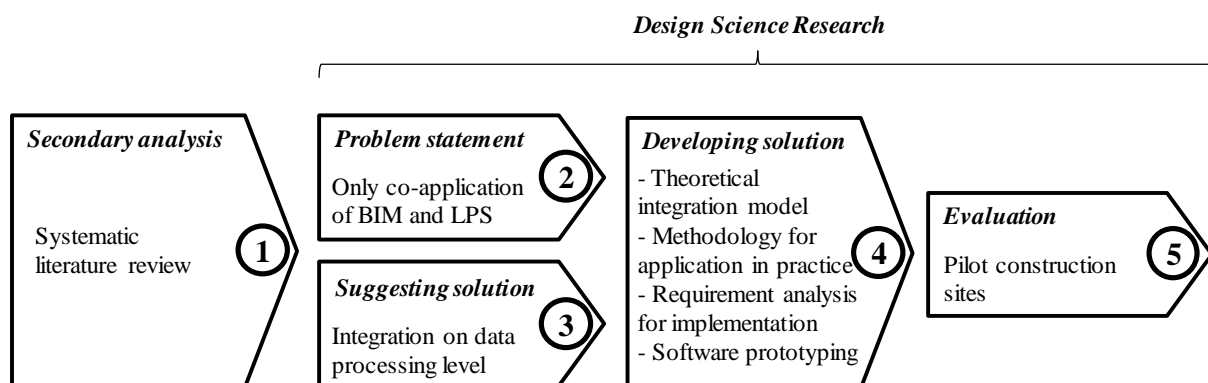 Design Science Research
Secondary analysis
Systematic
literature review
1
Problem statement
Only co-application
of BIM and LPS
2
Suggesting solution
Integration on data
processing level
3
Developing solution
- Theoretical
integration model
- Methodology for
application in practice
- Requirement analysis
for implementation
- Software prototyping
4
Evaluation
Pilot construction
sites
5